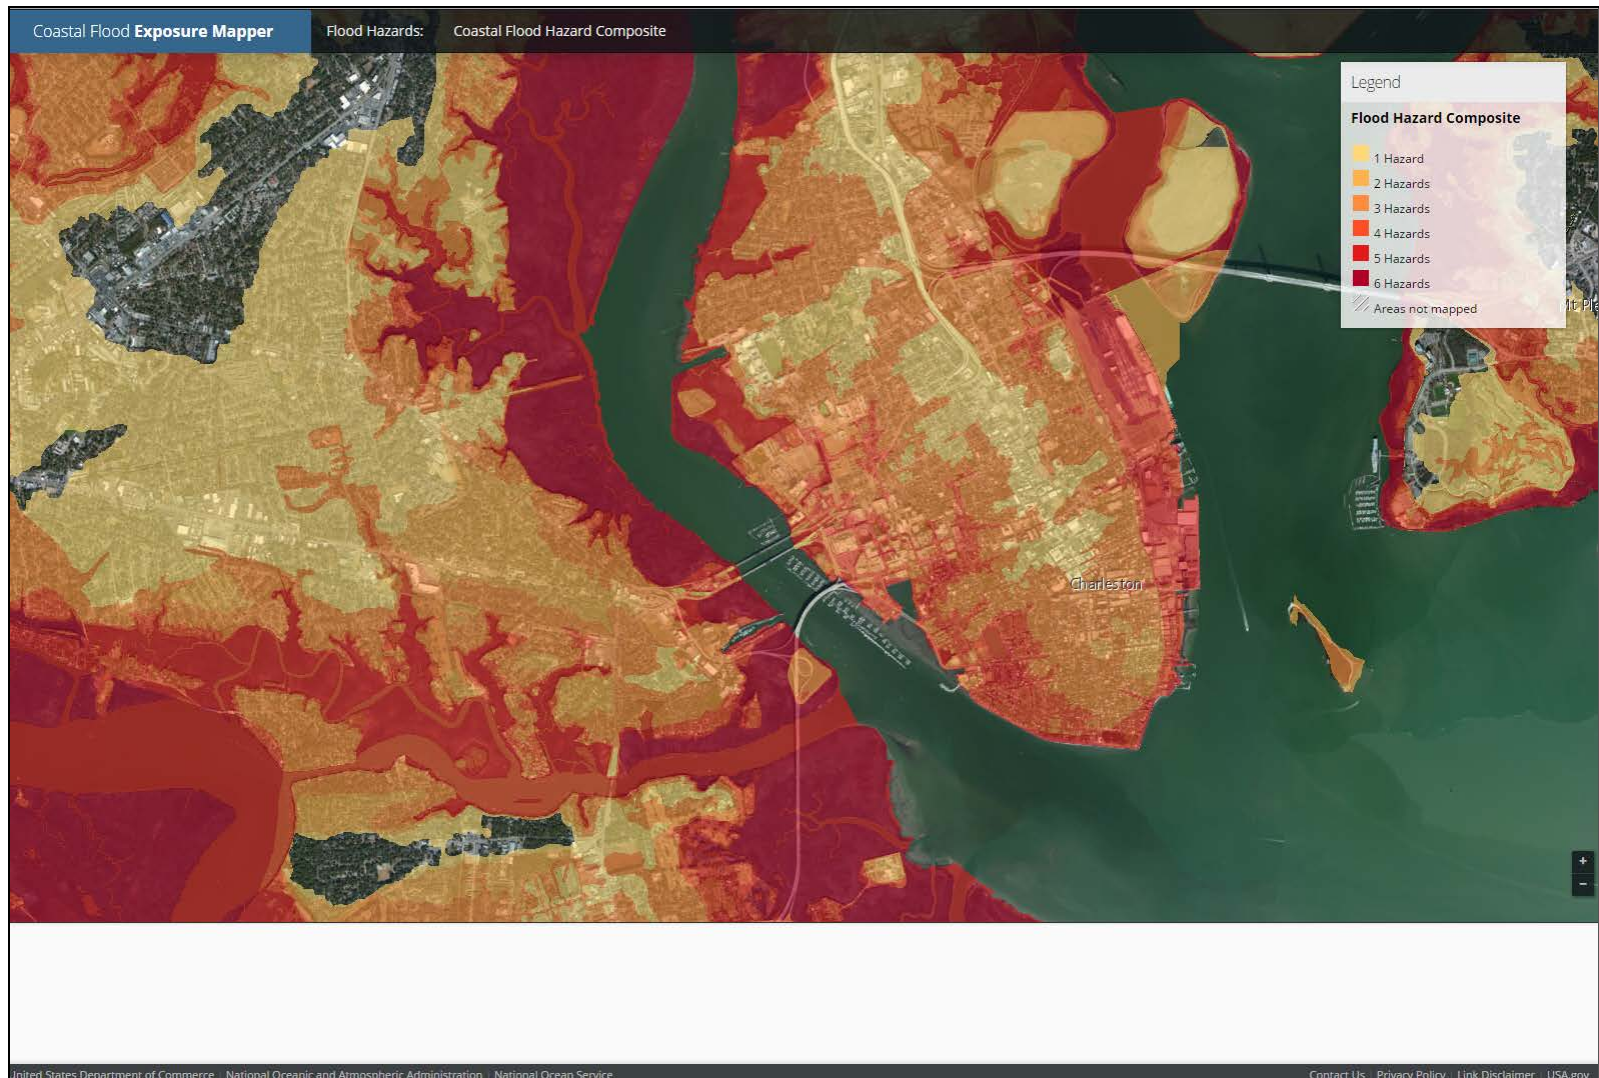 Coastal Flood Exposure Mapper
Flood Hazards: Coastal Flood Hazard Composite
Legend
Flood Hazard Composite
1 Hazard
2 Hazards
3 Hazards
4 Hazards
5 Hazards
6 Hazards
Areas not mapped
Charleston
+
−
United States Department of Commerce | National Oceanic and Atmospheric Administration | National Ocean Service
Contact Us | Privacy Policy | Link Disclaimer | USA.gov